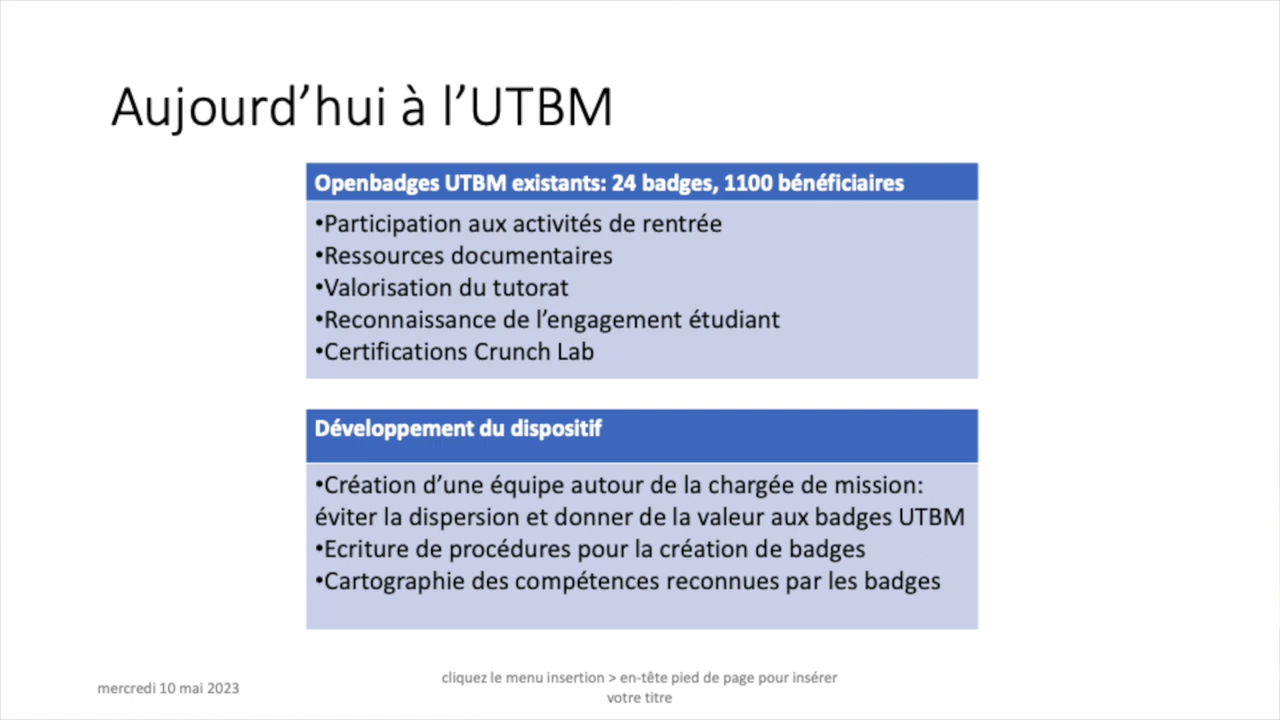 Aujourd’hui à l’UTBM
Openbadges UTBM existants: 24 badges, 1100 bénéficiaires
•Participation aux activités de rentrée
•Ressources documentaires
•Valorisation du tutorat
•Reconnaissance de l’engagement étudiant
•Certifications Crunch Lab
Développement du dispositif
•Création d’une équipe autour de la chargée de mission:
éviter la dispersion et donner de la valeur aux badges UTBM
•Ecriture de procédures pour la création de badges
•Cartographie des compétences reconnues par les badges
mercredi 10 mai 2023
cliquez le menu insertion > en-tête pied de page pour insérer
votre titre